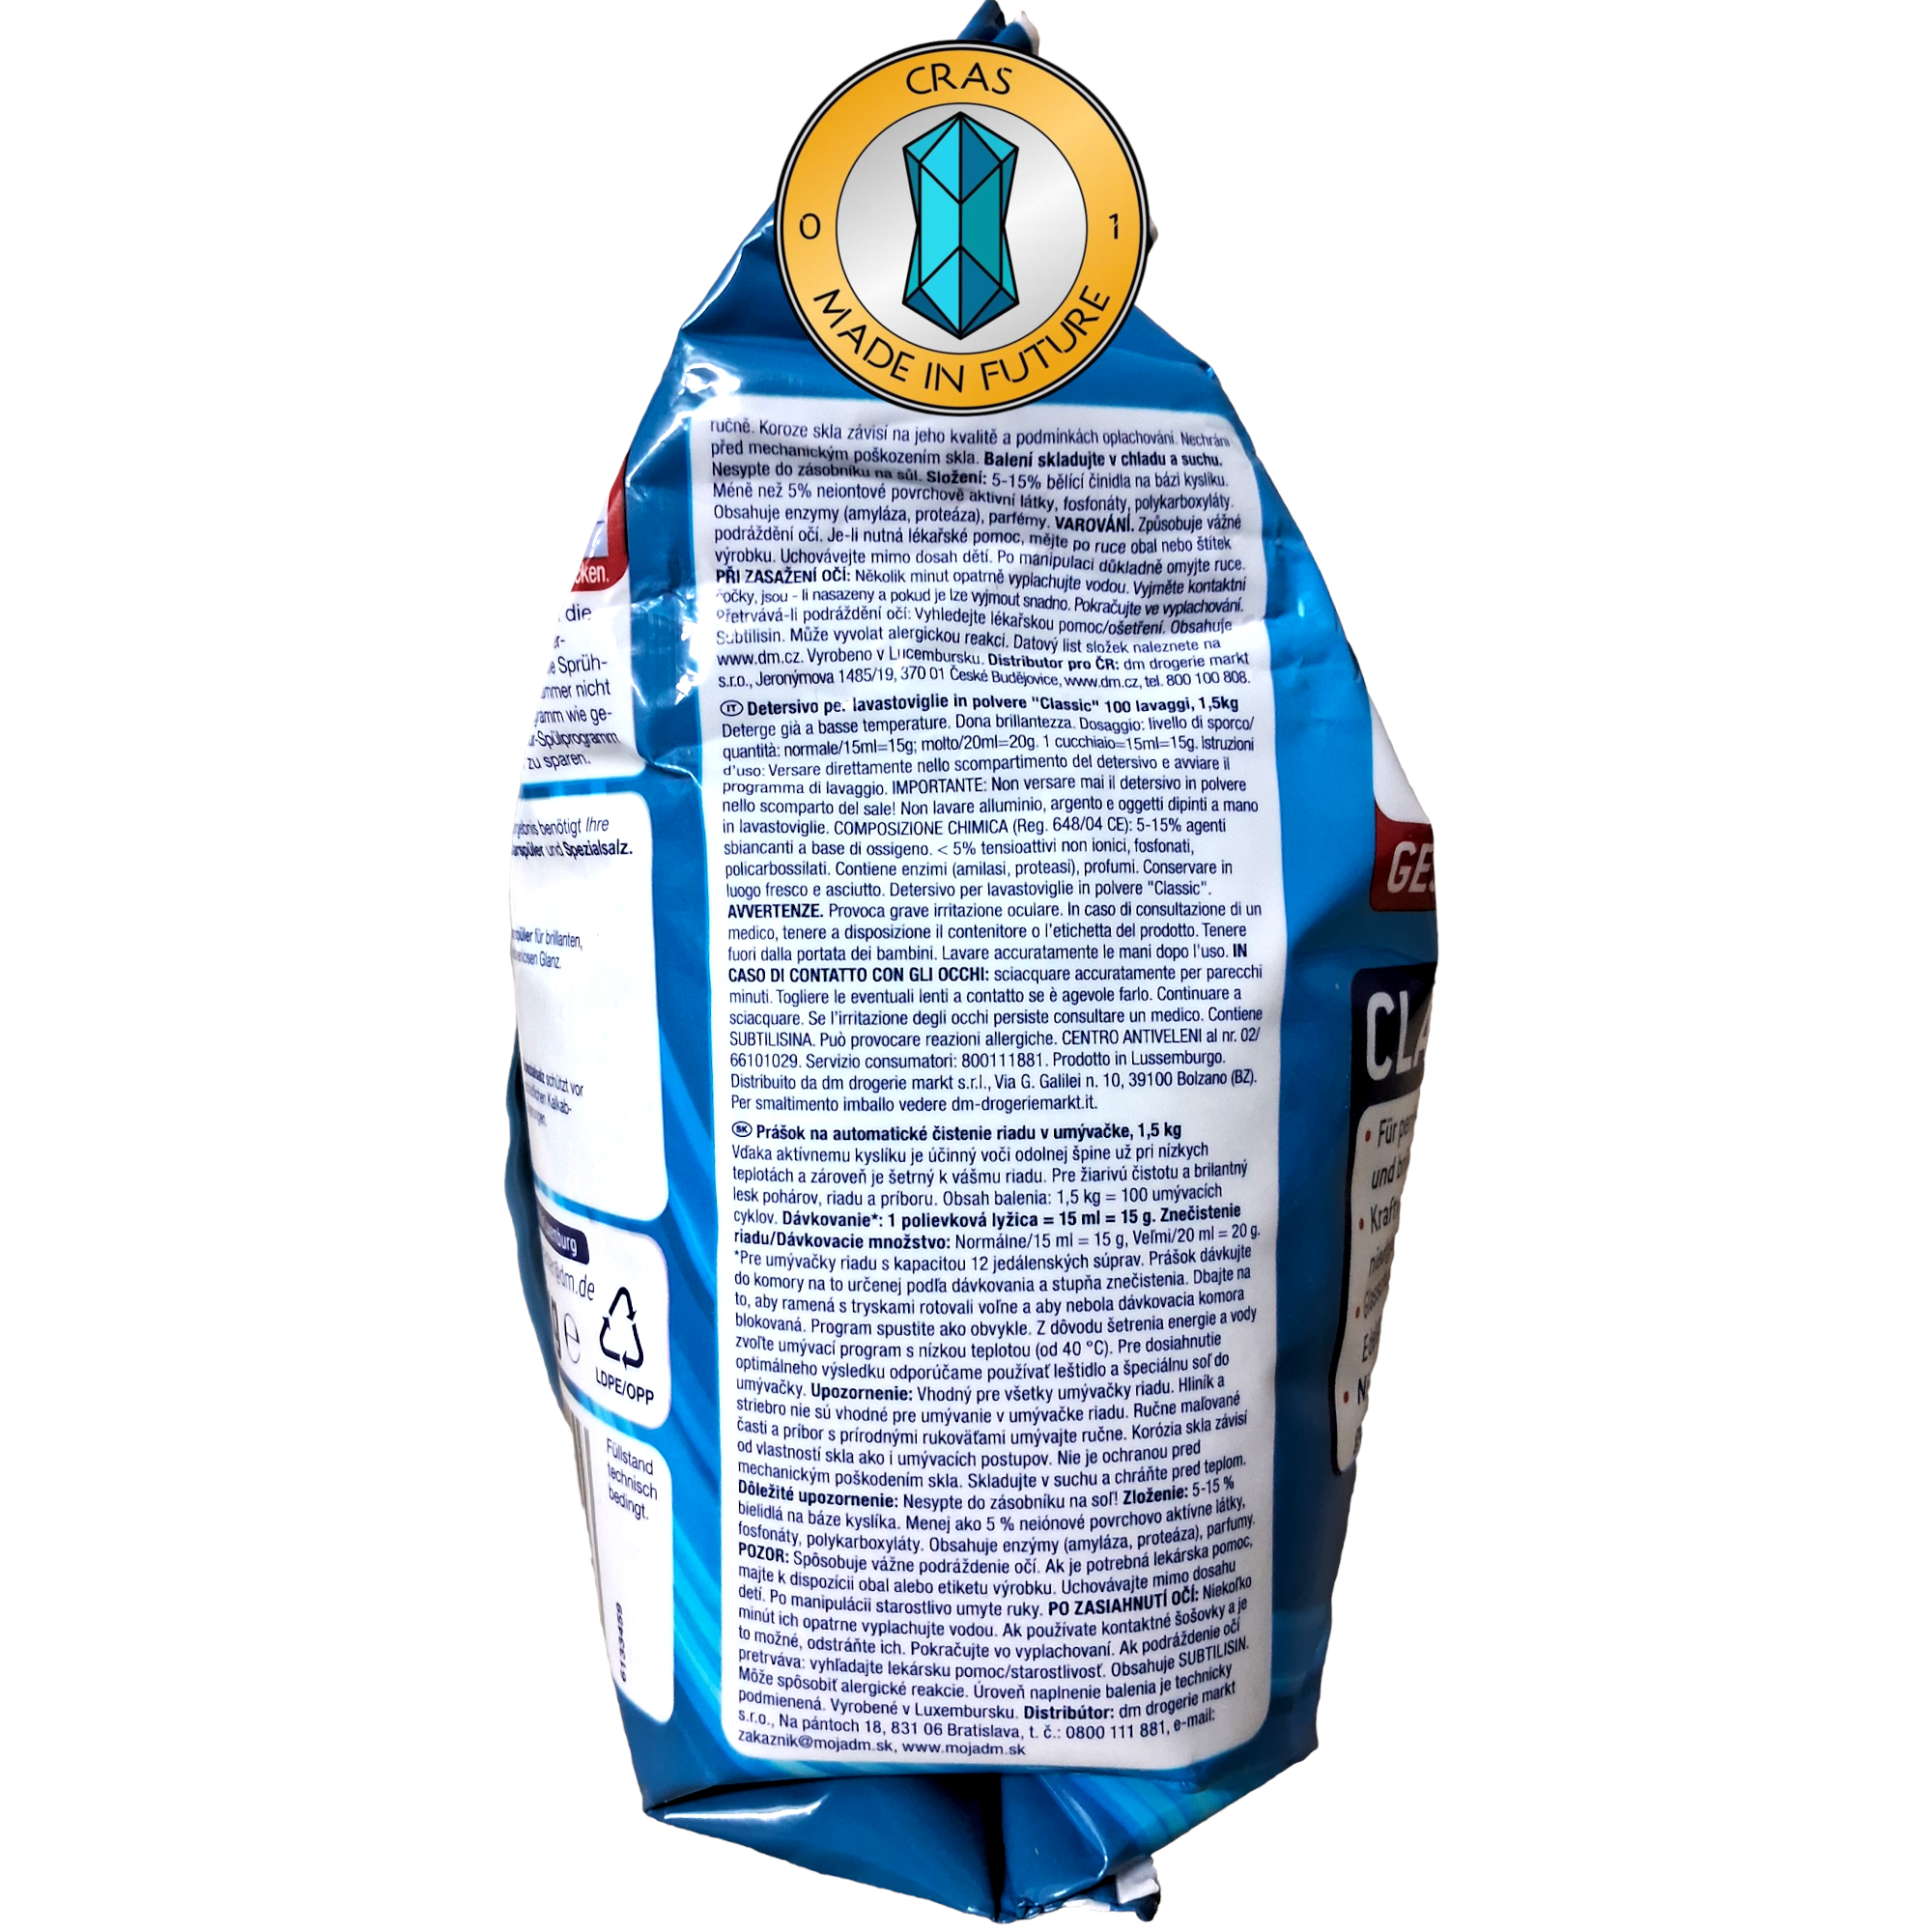 CRAS
0 1
MADE IN FUTURE
ručně. Koroze skla závisí na jeho kvalitě a podmínkách oplachování. Nechrání
před mechanickým poškozením skla. Balení skladujte v chladu a suchu.
Nesypte do zásobníku na sůl. Složení: 5-15% bělící činidla na bázi kyslíku.
Méně než 5% neiontové povrchově aktivní látky, fosfonáty, polykarboxyláty.
Obsahuje enzymy (amyláza, proteáza), parfémy. VAROVÁNÍ. Způsobuje vážné
podráždění očí. Je-li nutná lékařské pomoc, mějte po ruce obal nebo štítek
výrobku. Uchovávejte mimo dosah dětí. Po manipulaci důkladně omyjte ruce.
PŘI ZASAŽENÍ OČÍ: Několik minut opatrně vyplachujte vodou. Vyjměte kontaktní
čočky, jsou - li nasazeny a pokud je lze vyjmout snadno. Pokračujte ve vyplachování.
Přetrvává-li podráždění očí: Vyhledejte lékařskou pomoc/ošetření. Obsahuje
Subtilisin. Může vyvolat alergickou reakci. Datový list složek naleznete na
www.dm.cz. Vyrobeno v Lucembursku. Distributor pro ČR: dm drogerie markt
s.r.o., Jeronýmova 1485/19, 370 01 České Budějovice, www.dm.cz, tel. 800 100 808.
IT Detersivo per lavastoviglie in polvere "Classic" 100 lavaggi, 1,5kg
Deterge già a basse temperature. Dona brillantezza. Dosaggio: livello di sporco/
quantità: normale/15ml=15g; molto/20ml=20g. 1 cucchiaio=15ml=15g. Istruzioni
d'uso: Versare direttamente nello scompartimento del detersivo e avviare il
programma di lavaggio. IMPORTANTE: Non versare mai il detersivo in polvere
nello scomparto del sale! Non lavare alluminio, argento e oggetti dipinti a mano
in lavastoviglie. COMPOSIZIONE CHIMICA (Reg. 648/04 CE): 5-15% agenti
sbiancanti a base di ossigeno. < 5% tensioattivi non ionici, fosfonati,
policarbossilati. Contiene enzimi (amilasi, proteasi), profumi. Conservare in
luogo fresco e asciutto. Detersivo per lavastoviglie in polvere "Classic".
AVVERTENZE. Provoca grave irritazione oculare. In caso di consultazione di un
medico, tenere a disposizione il contenitore o l'etichetta del prodotto. Tenere
fuori dalla portata dei bambini. Lavare accuratamente le mani dopo l'uso. IN
CASO DI CONTATTO CON GLI OCCHI: sciacquare accuratamente per parecchi
minuti. Togliere le eventuali lenti a contatto se è agevole farlo. Continuare a
sciacquare. Se l'irritazione degli occhi persiste consultare un medico. Contiene
SUBTILISINA. Può provocare reazioni allergiche. CENTRO ANTIVELENI al nr. 02/
66101029. Servizio consumatori: 800111881. Prodotto in Lussemburgo.
Distribuito da dm drogerie markt s.r.l., Via G. Galilei n. 10, 39100 Bolzano (BZ).
Per smaltimento imballo vedere dm-drogeriemarkt.it.
SK Prášok na automatické čistenie riadu v umývačke, 1,5 kg
Vďaka aktívnemu kyslíku je účinný voči odolnej špine už pri nízkych
teplotách a zároveň je šetrný k vášmu riadu. Pre žiarivú čistotu a brilantný
lesk pohárov, riadu a príboru. Obsah balenia: 1,5 kg = 100 umývacích
cyklov. Dávkovanie*: 1 polievková lyžica = 15 ml = 15 g. Znečistenie
riadu/Dávkovacie množstvo: Normálne/15 ml = 15 g, Veľmi/20 ml = 20 g.
*Pre umývačky riadu s kapacitou 12 jedálenských súprav. Prášok dávkujte
do komory na to určenej podľa dávkovania a stupňa znečistenia. Dbajte na
to, aby ramená s tryskami rotovali voľne a aby nebola dávkovacia komora
blokovaná. Program spustite ako obvykle. Z dôvodu šetrenia energie a vody
zvoľte umývací program s nízkou teplotou (od 40 °C). Pre dosiahnutie
optimálneho výsledku odporúčame používať leštidlo a špeciálnu soľ do
umývačky. Upozornenie: Vhodný pre všetky umývačky riadu. Hliník a
striebro nie sú vhodné pre umývanie v umývačke riadu. Ručne maľované
časti a príbor s prírodnými rukoväťami umývajte ručne. Korózia skla závisí
od vlastností skla ako i umývacích postupov. Nie je ochranou pred
mechanickým poškodením skla. Skladujte v suchu a chráňte pred teplom.
Dôležité upozornenie: Nesypte do zásobníku na soľ! Zloženie: 5-15 %
bielidlá na báze kyslíka. Menej ako 5 % neiónové povrchovo aktívne látky,
fosfonáty, polykarboxyláty. Obsahuje enzýmy (amyláza, proteáza), parfumy.
POZOR: Spôsobuje vážne podráždenie očí. Ak je potrebná lekárska pomoc,
majte k dispozícii obal alebo etiketu výrobku. Uchovávajte mimo dosahu
detí. Po manipulácii starostlivo umyte ruky. PO ZASIAHNUTÍ OČÍ: Niekoľko
minút ich opatrne vyplachujte vodou. Ak používate kontaktné šošovky a je
to možné, odstráňte ich. Pokračujte vo vyplachovaní. Ak podráždenie očí
pretrváva: vyhľadajte lekársku pomoc/starostlivosť. Obsahuje SUBTILISIN.
Môže spôsobiť alergické reakcie. Úroveň naplnenie balenia je technicky
podmienená. Vyrobené v Luxembursku. Distribútor: dm drogerie markt
s.r.o., Na pántoch 18, 831 06 Bratislava, t. č.: 0800 111 881, e-mail:
zakaznik@mojadm.sk, www.mojadm.sk
die
Sprüh-
nicht
wie ge-
-Spülprogramm
zu sparen.
benötigt Ihre
und Spezialsalz.
für brillanten,
Glanz.
schützt vor
Kalkab-
dm.de
e
LDPE/OPP
Füllstand
technisch
bedingt.
6133459
GES
CLA
• Für
und